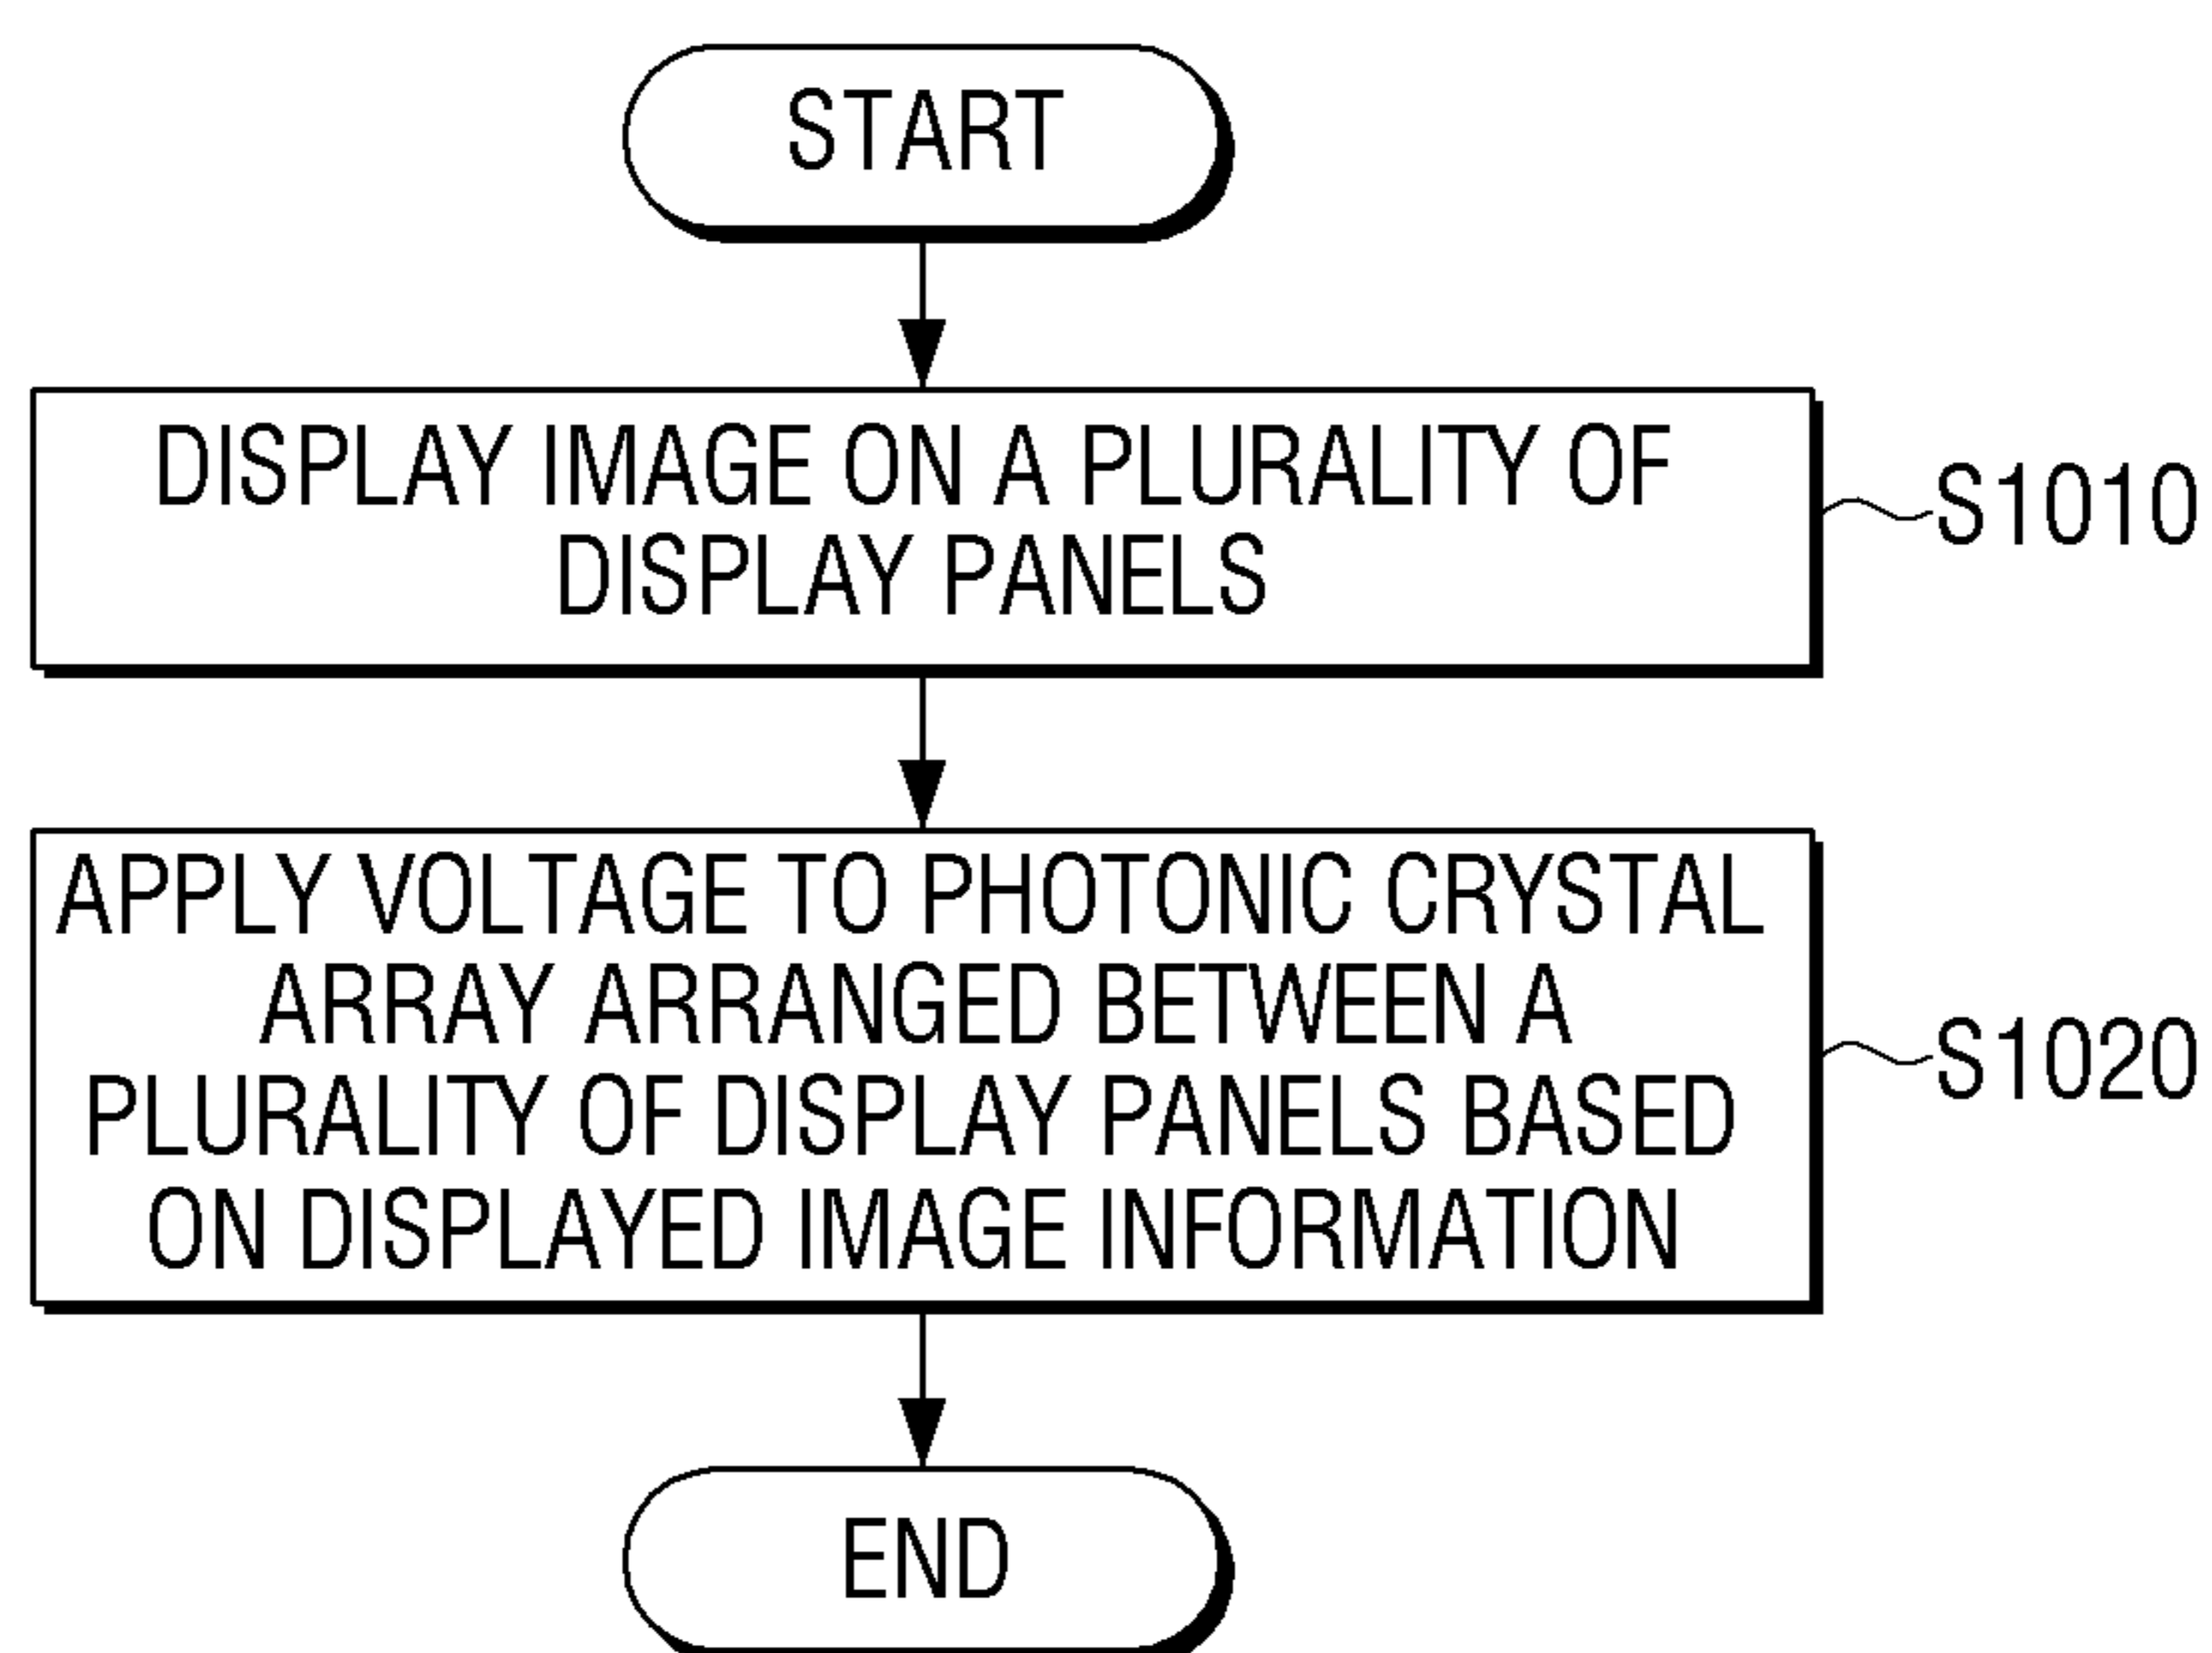 START
DISPLAY IMAGE ON A PLURALITY OF
DISPLAY PANELS
S1010
APPLY VOLTAGE TO PHOTONIC CRYSTAL
ARRAY ARRANGED BETWEEN A
PLURALITY OF DISPLAY PANELS BASED
ON DISPLAYED IMAGE INFORMATION
S1020
END